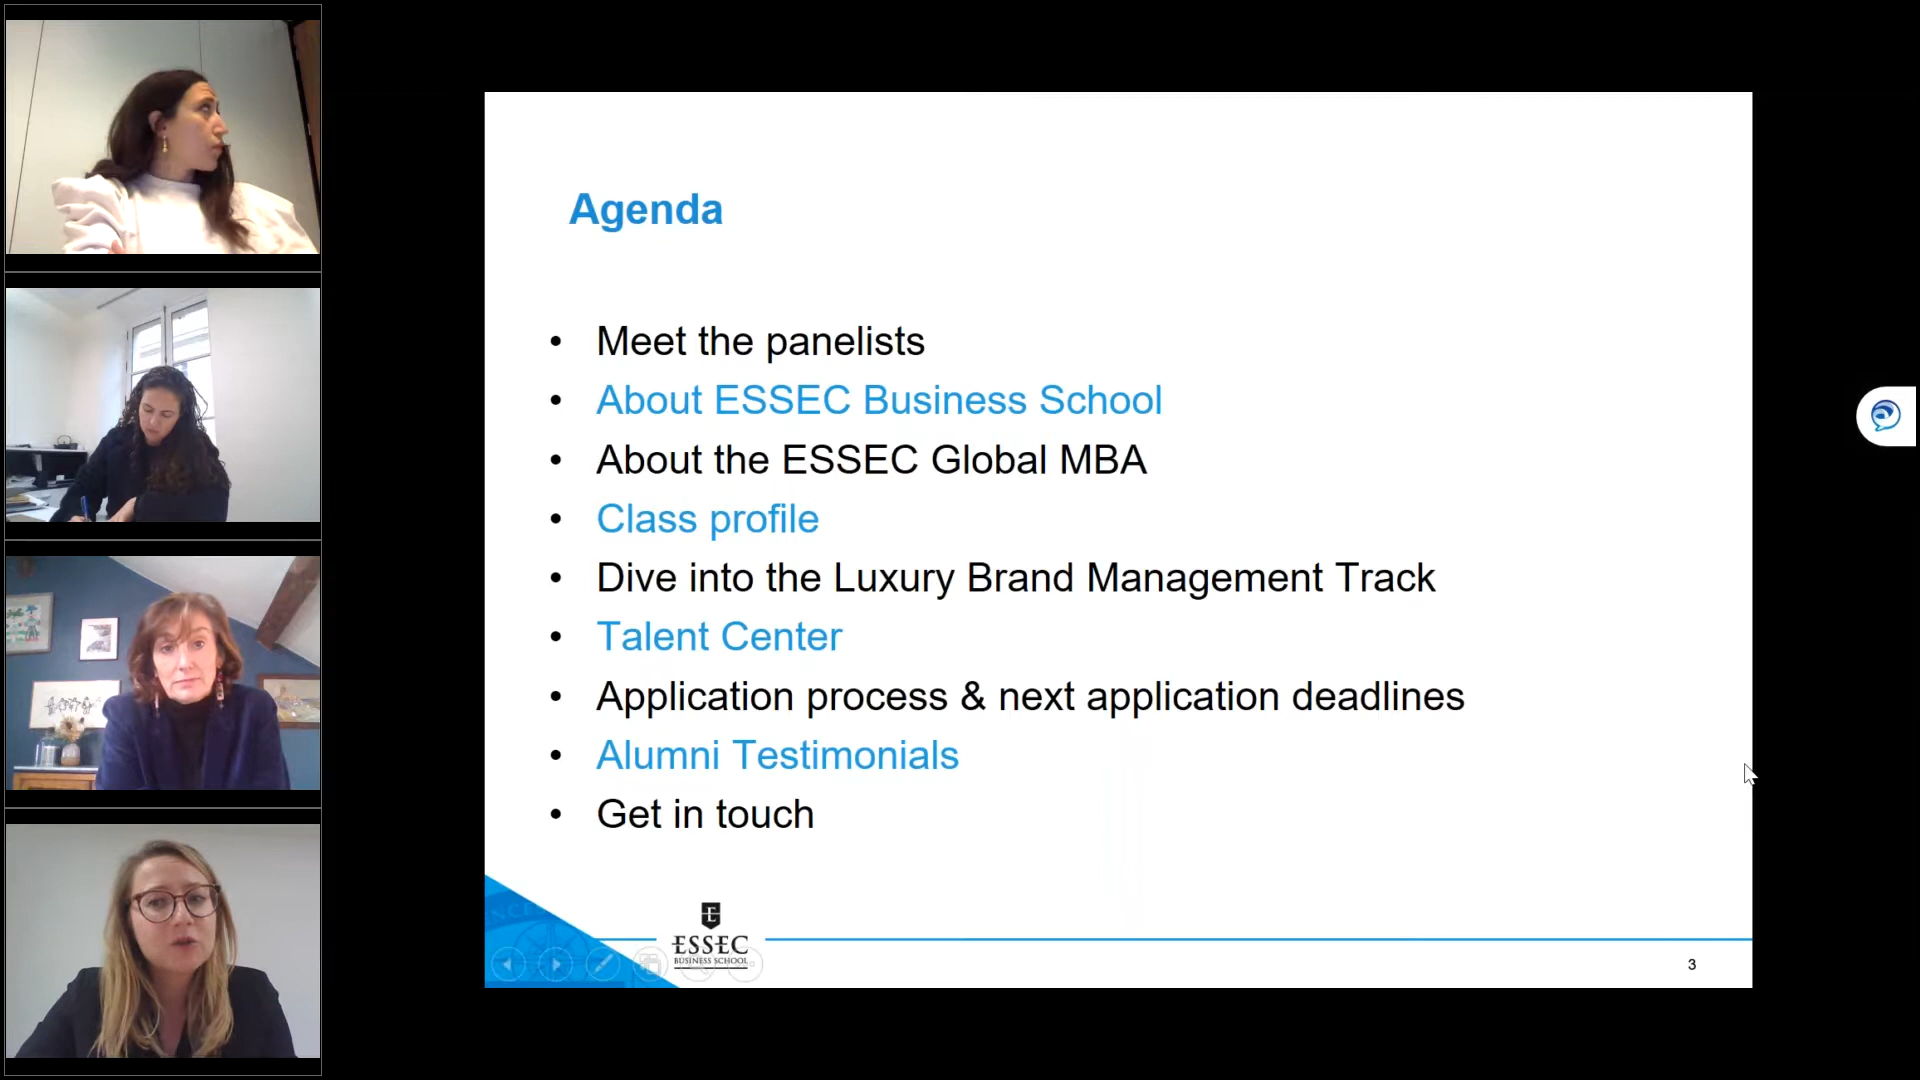 Agenda
• Meet the panelists
• About ESSEC Business School
• About the ESSEC Global MBA
• Class profile
• Dive into the Luxury Brand Management Track
• Talent Center
• Application process & next application deadlines
• Alumni Testimonials
• Get in touch
E
ESSEC
BUSINESS SCHOOL
3